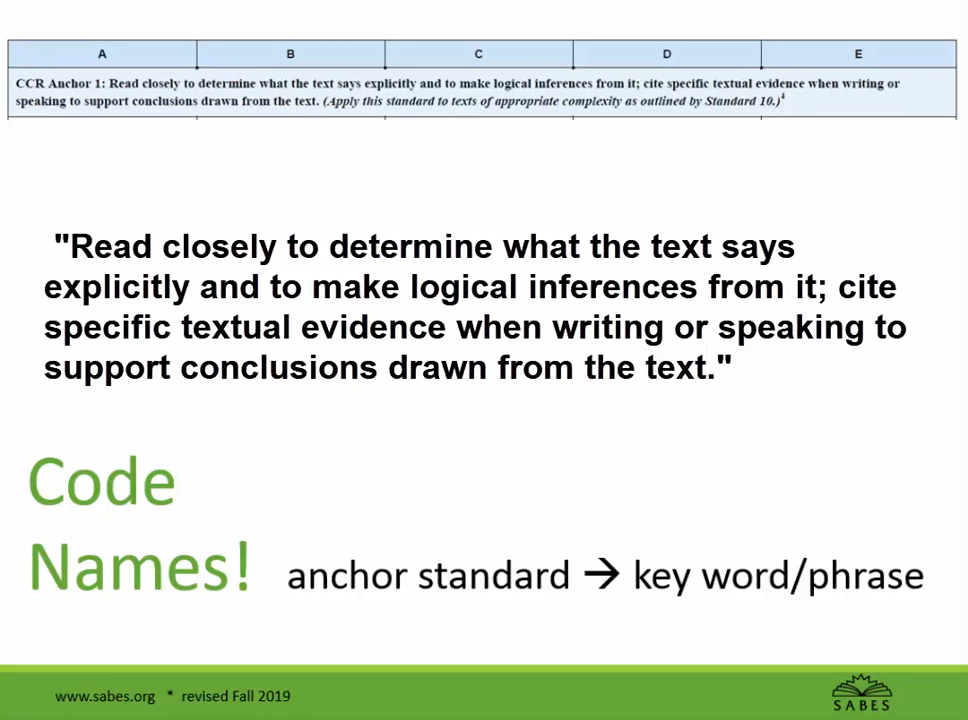 A B C D E
CCR Anchor 1: Read closely to determine what the text says explicitly and to make logical inferences from it; cite specific textual evidence when writing or
speaking to support conclusions drawn from the text. (Apply this standard to texts of appropriate complexity as outlined by Standard 10.)4
"Read closely to determine what the text says
explicitly and to make logical inferences from it; cite
specific textual evidence when writing or speaking to
support conclusions drawn from the text."
Code
Names! anchor standard → key word/phrase
www.sabes.org * revised Fall 2019
SABES